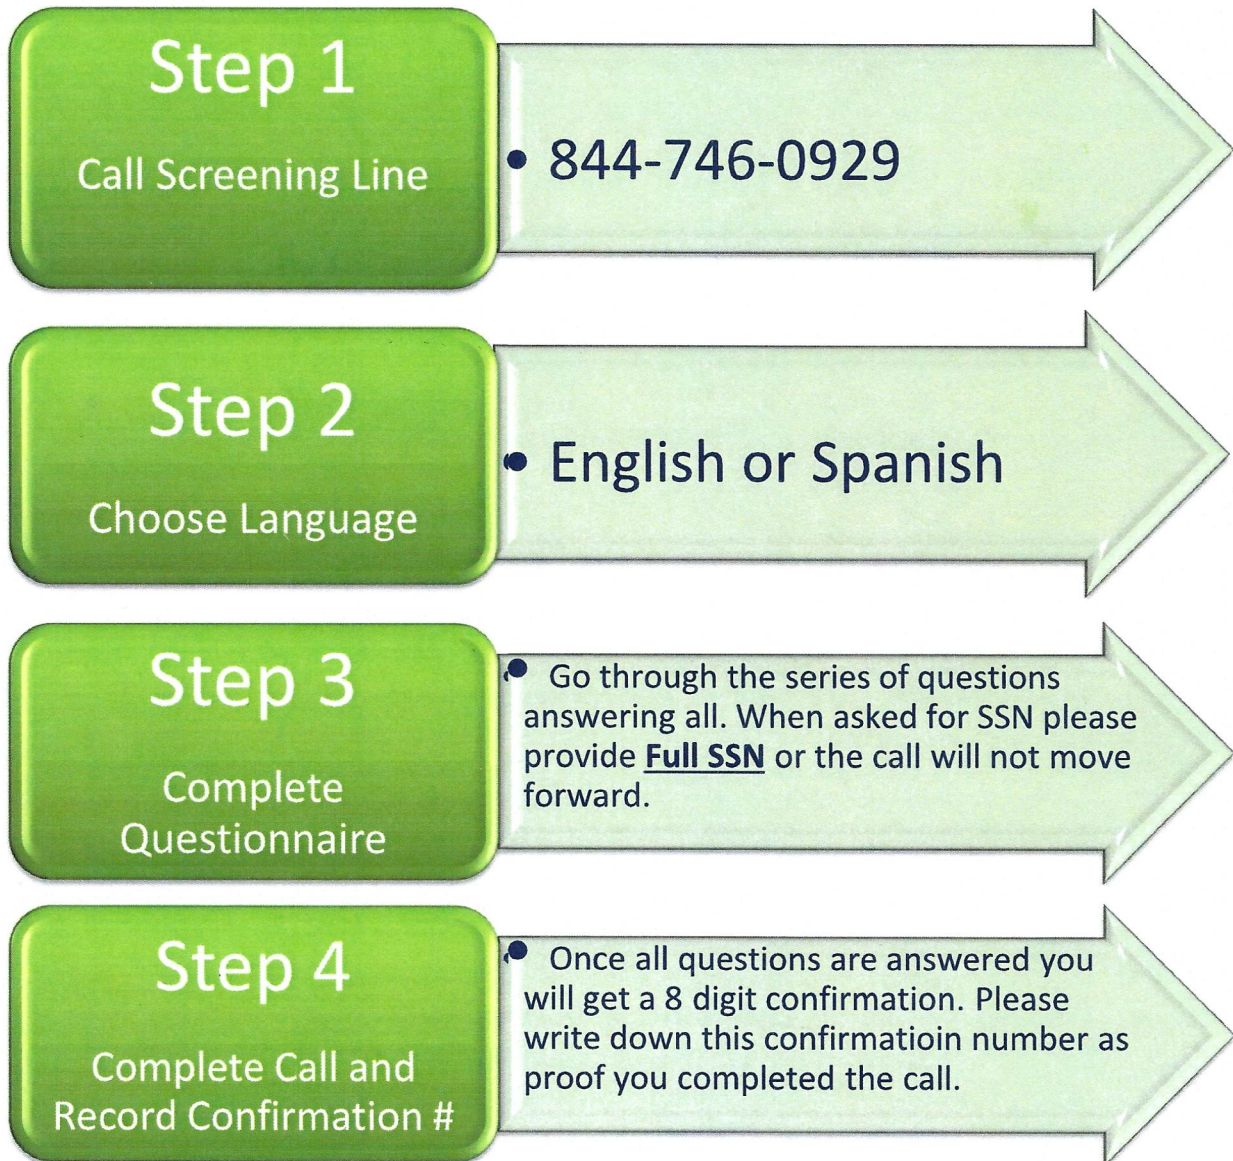 Step 1
Call Screening Line
• 844-746-0929
Step 2
Choose Language
• English or Spanish
Step 3
Complete
Questionnaire
• Go through the series of questions
answering all. When asked for SSN please
provide Full SSN or the call will not move
forward.
Step 4
Complete Call and
Record Confirmation #
• Once all questions are answered you
will get a 8 digit confirmation. Please
write down this confirmatioin number as
proof you completed the call.